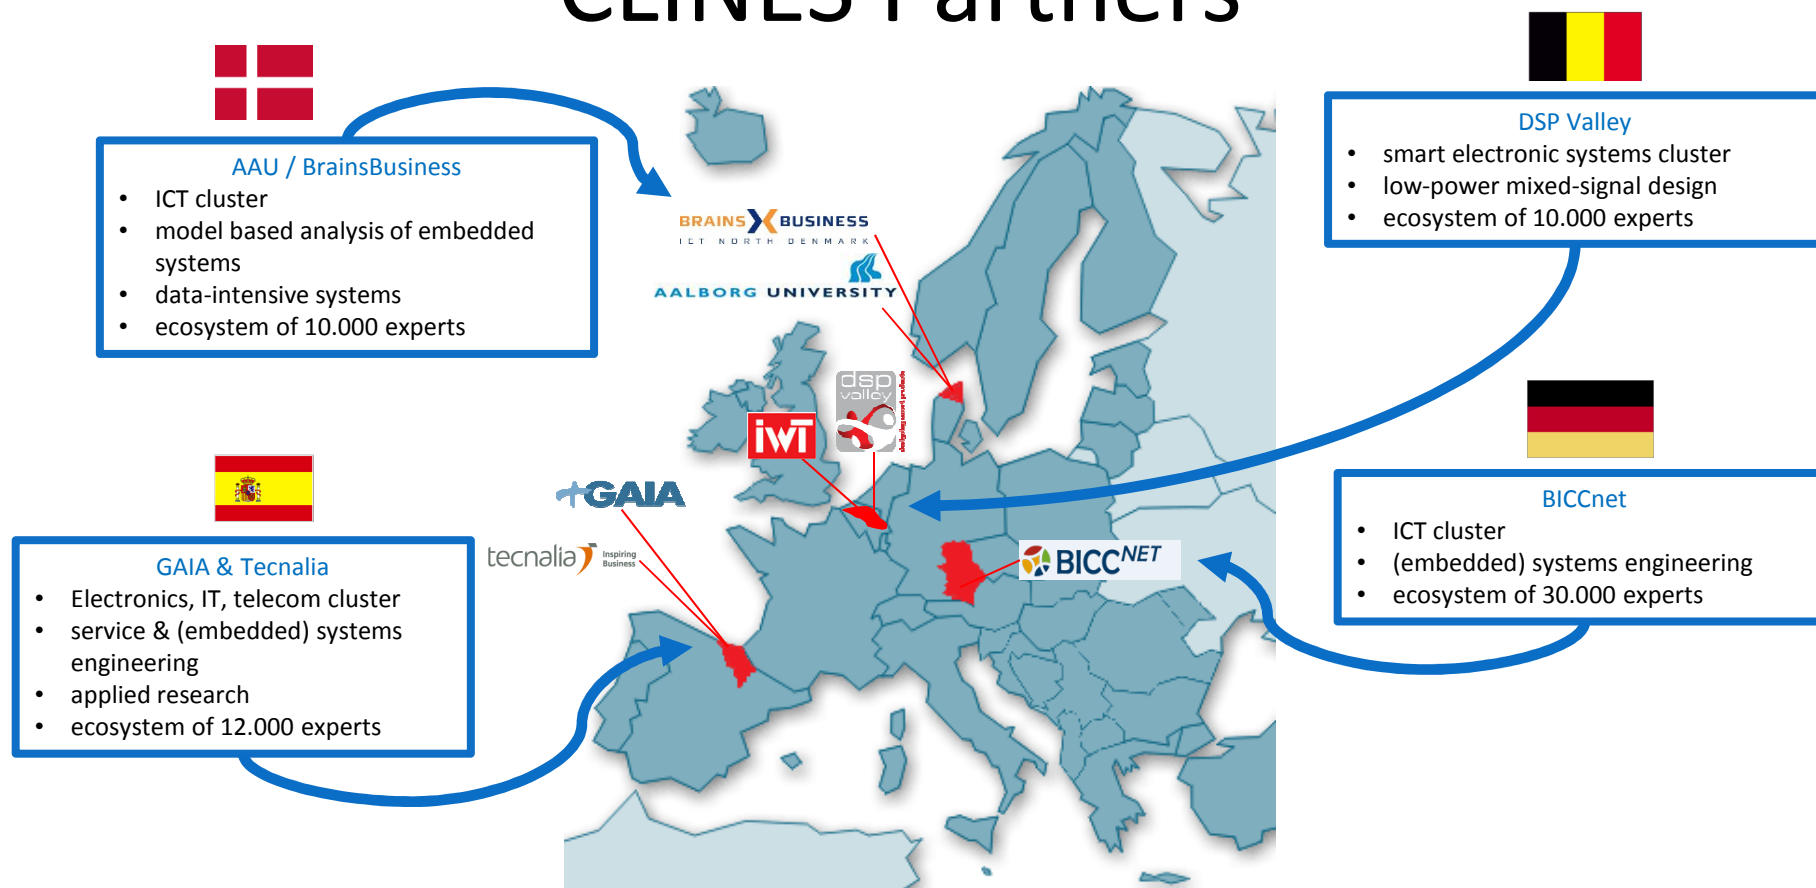 CLINES Partners
AAU / BrainsBusiness
• ICT cluster
• model based analysis of embedded
systems
• data-intensive systems
• ecosystem of 10.000 experts
DSP Valley
• smart electronic systems cluster
• low-power mixed-signal design
• ecosystem of 10.000 experts
BRAINS BUSINESS
ICT NORTH DENMARK
AALBORG UNIVERSITY
dsp
valley
iWT
GAIA
tecnalia Inspiring
Business
BICC NET
GAIA & Tecnalia
• Electronics, IT, telecom cluster
• service & (embedded) systems
engineering
• applied research
• ecosystem of 12.000 experts
BICCnet
• ICT cluster
• (embedded) systems engineering
• ecosystem of 30.000 experts